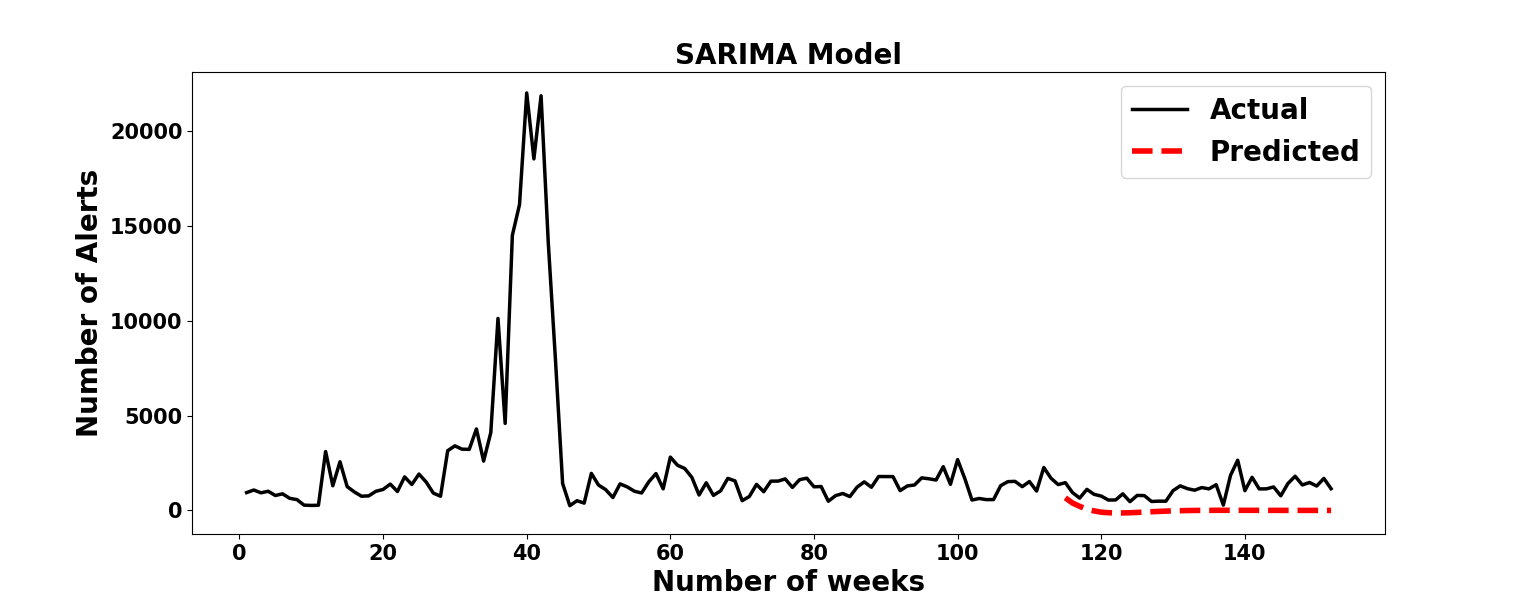 SARIMA Model
Actual
Predicted
Number of Alerts
20000
15000
10000
5000
0
0 20 40 60 80 100 120 140
Number of weeks